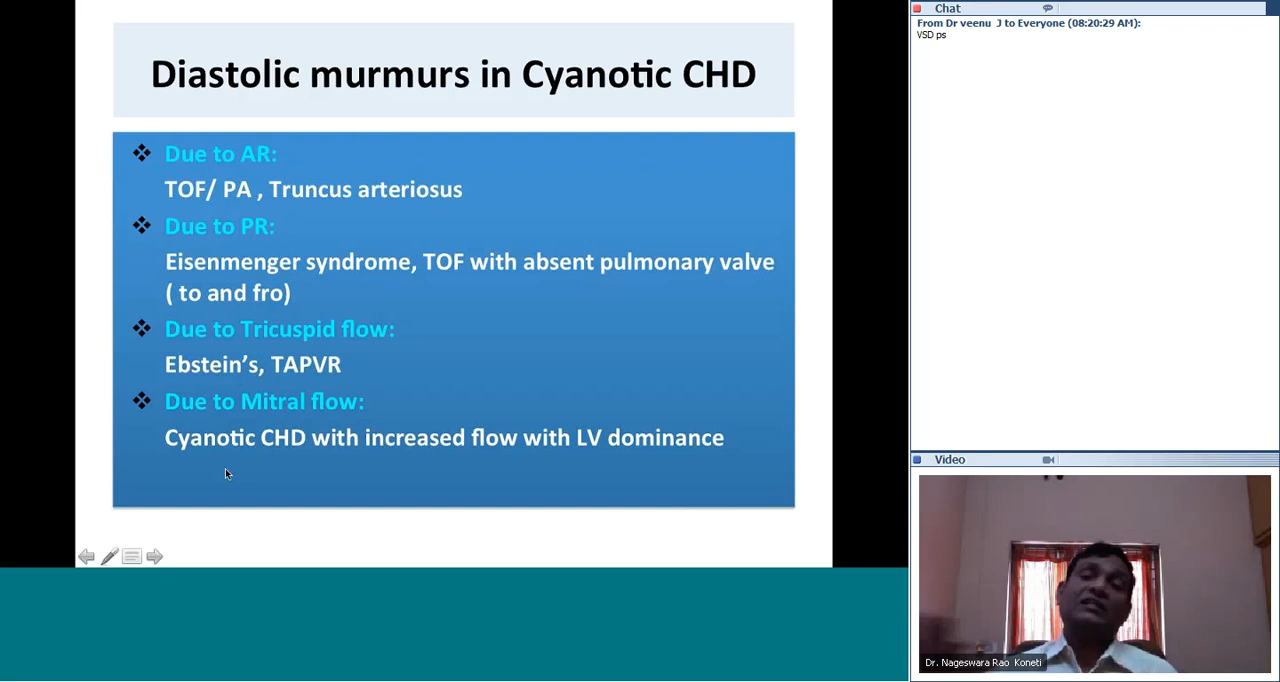 Diastolic murmurs in Cyanotic CHD
Due to AR:
TOF/ PA , Truncus arteriosus
Due to PR:
Eisenmenger syndrome, TOF with absent pulmonary valve
( to and fro)
Due to Tricuspid flow:
Ebstein’s, TAPVR
Due to Mitral flow:
Cyanotic CHD with increased flow with LV dominance
Chat
From Dr veenu J to Everyone (08:20:29 AM):
VSD ps
Video
Dr. Nageswara Rao Koneti